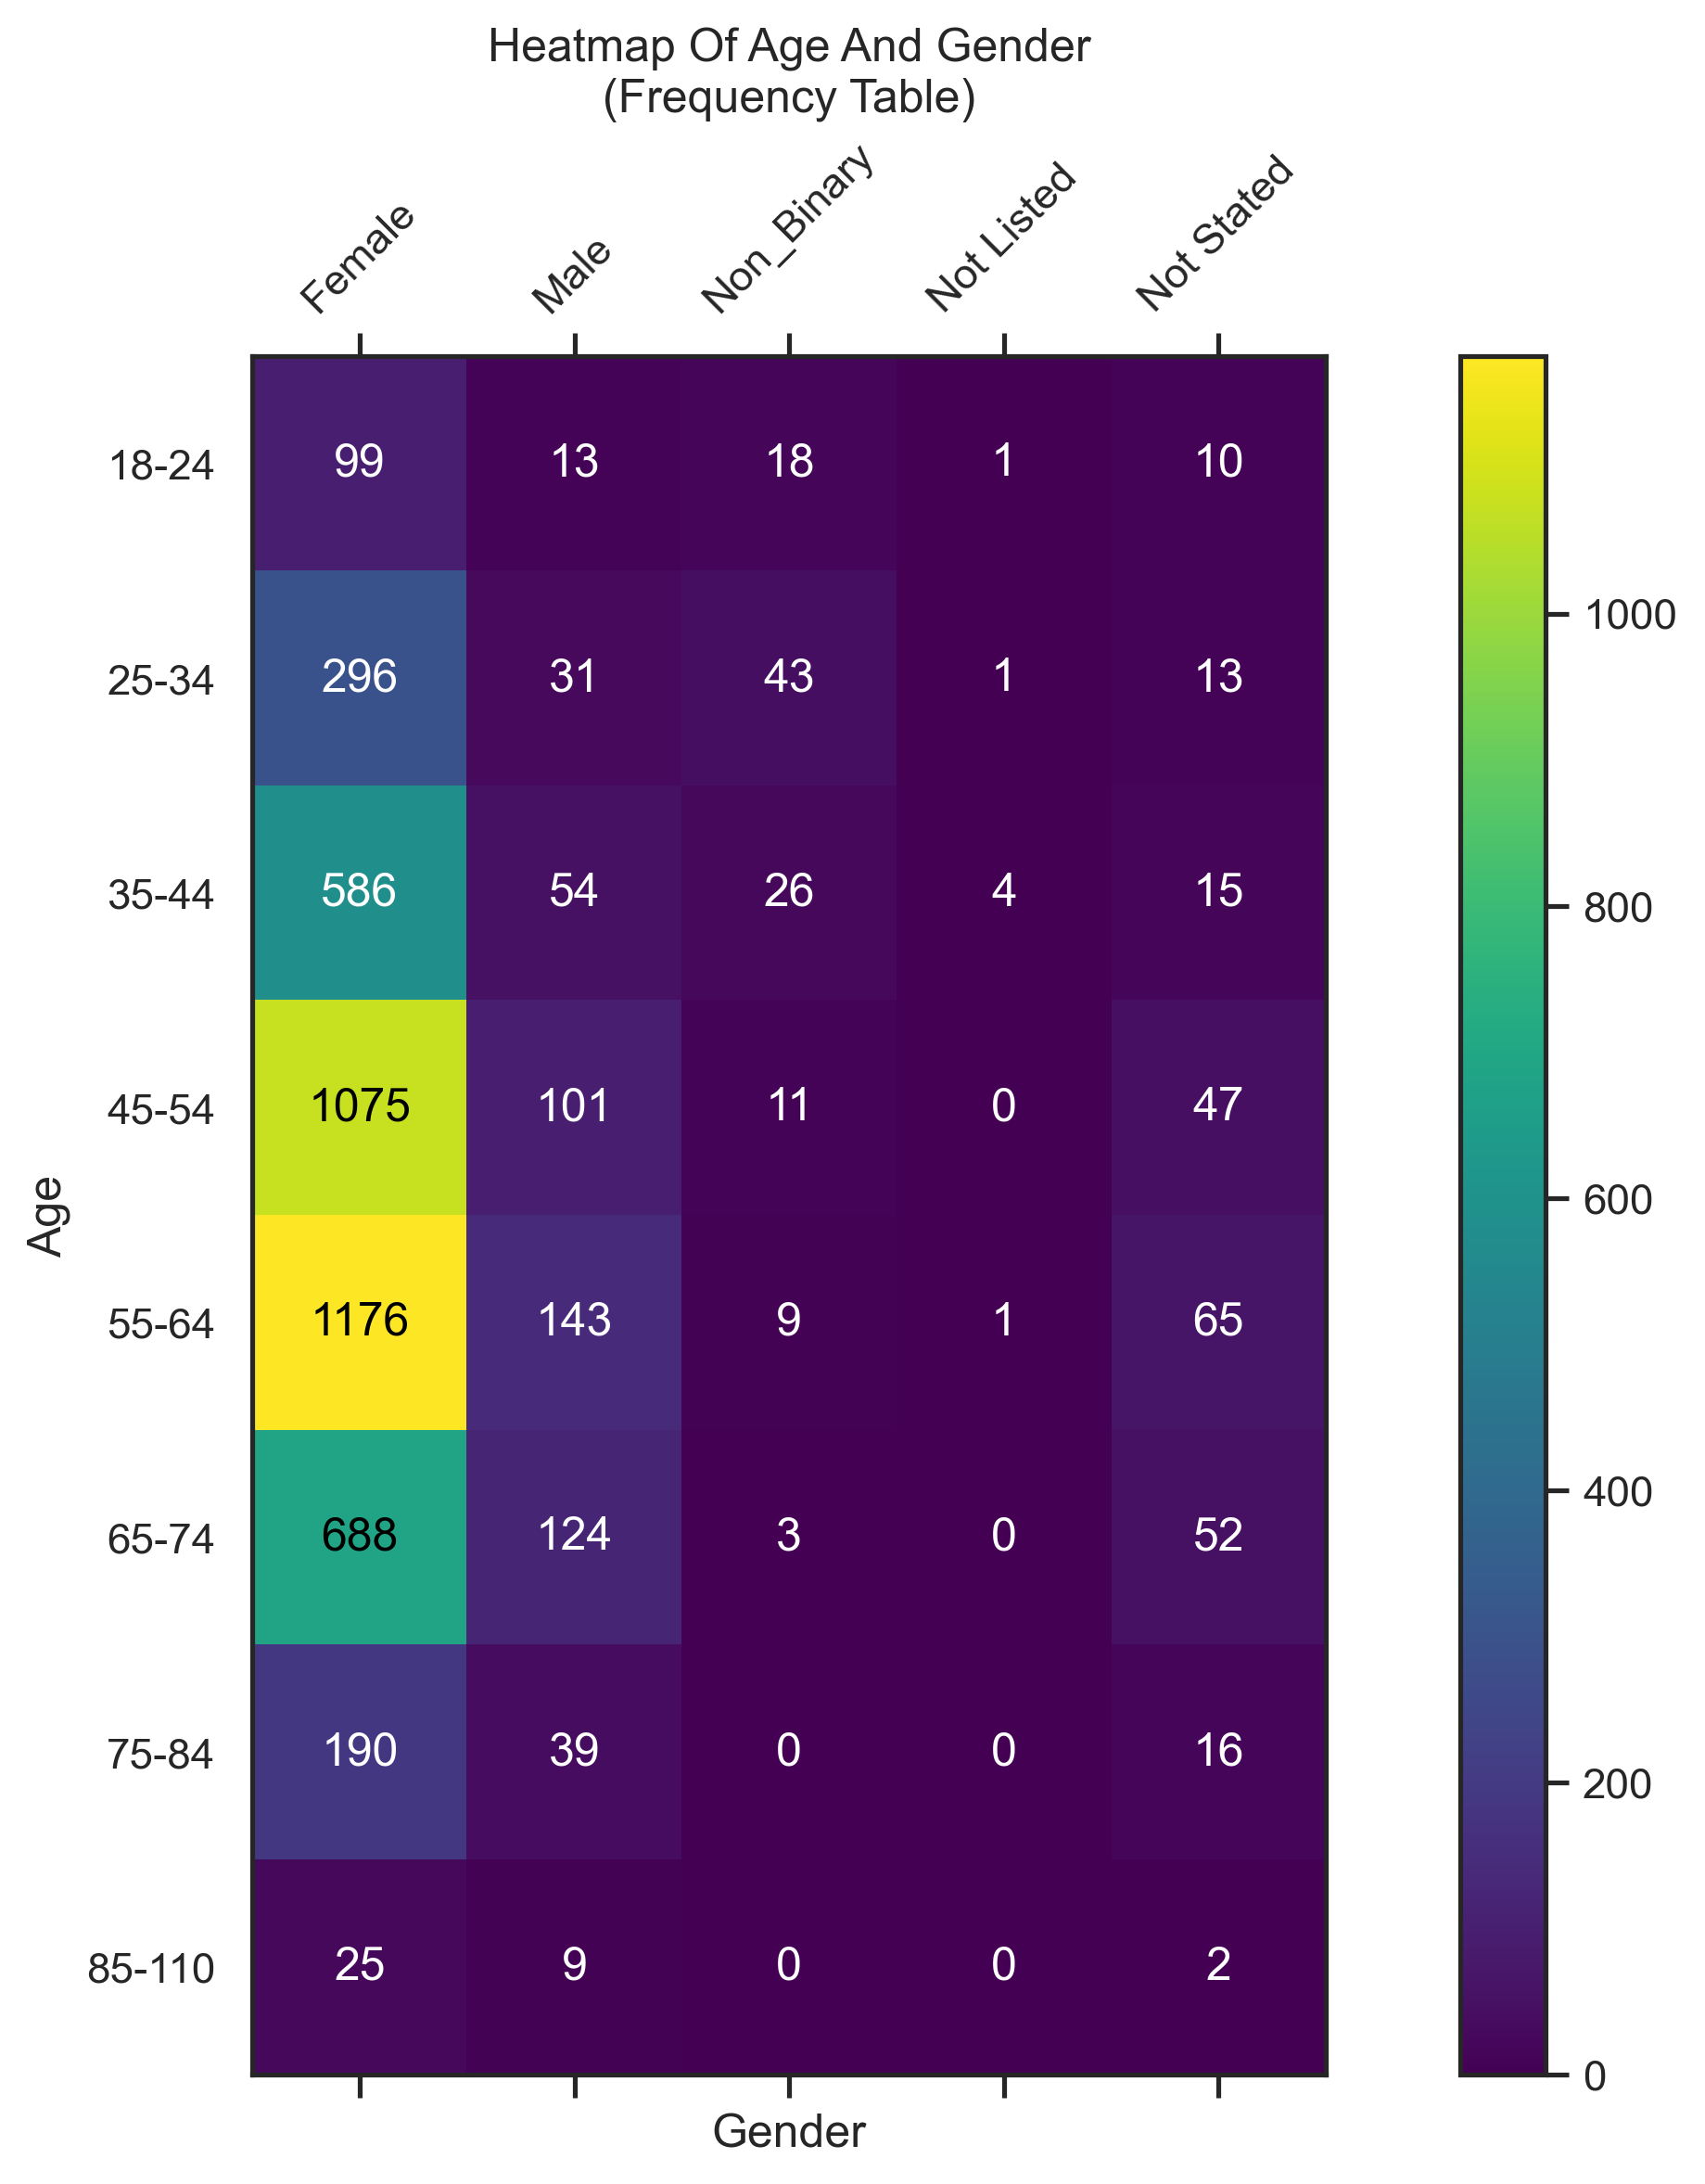 Heatmap Of Age And Gender
(Frequency Table)
Female Male Non_Binary Not Listed Not Stated
18-24 99 13 18 1 10
25-34 296 31 43 1 13
35-44 586 54 26 4 15
45-54 1075 101 11 0 47
55-64 1176 143 9 1 65
65-74 688 124 3 0 52
75-84 190 39 0 0 16
85-110 25 9 0 0 2
Age
Gender
1000
800
600
400
200
0